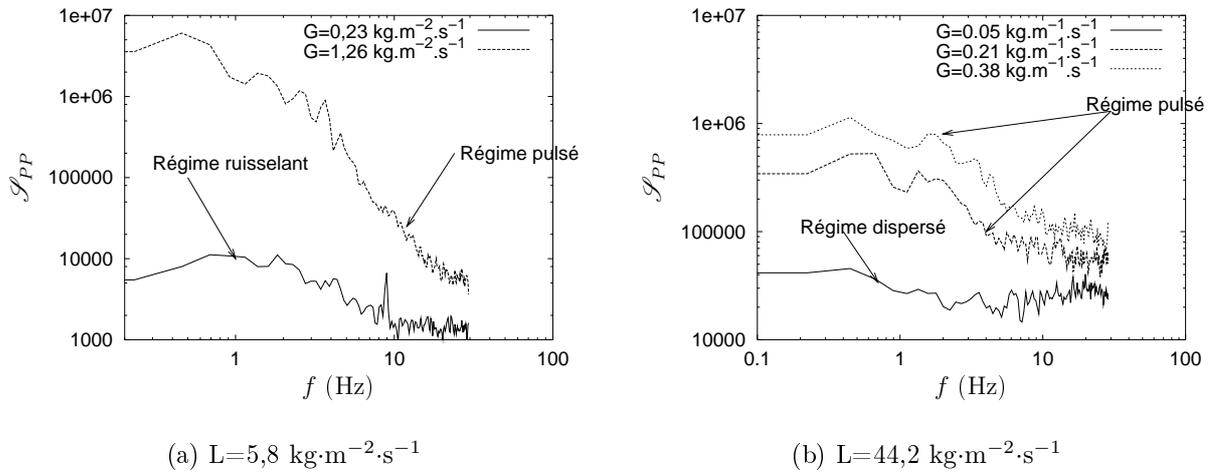 1e+07
1e+06
100000
10000
1000
𝒮PP
G=0,23 kg.m−2.s−1
G=1,26 kg.m−2.s−1
Régime ruisselant
Régime pulsé
1
10
100
f (Hz)
(a) L=5,8 kg·m−2·s−1
1e+07
1e+06
100000
10000
𝒮PP
G=0.05 kg.m−1.s−1
G=0.21 kg.m−1.s−1
G=0.38 kg.m−1.s−1
Régime pulsé
Régime dispersé
0.1
1
10
100
f (Hz)
(b) L=44,2 kg·m−2·s−1